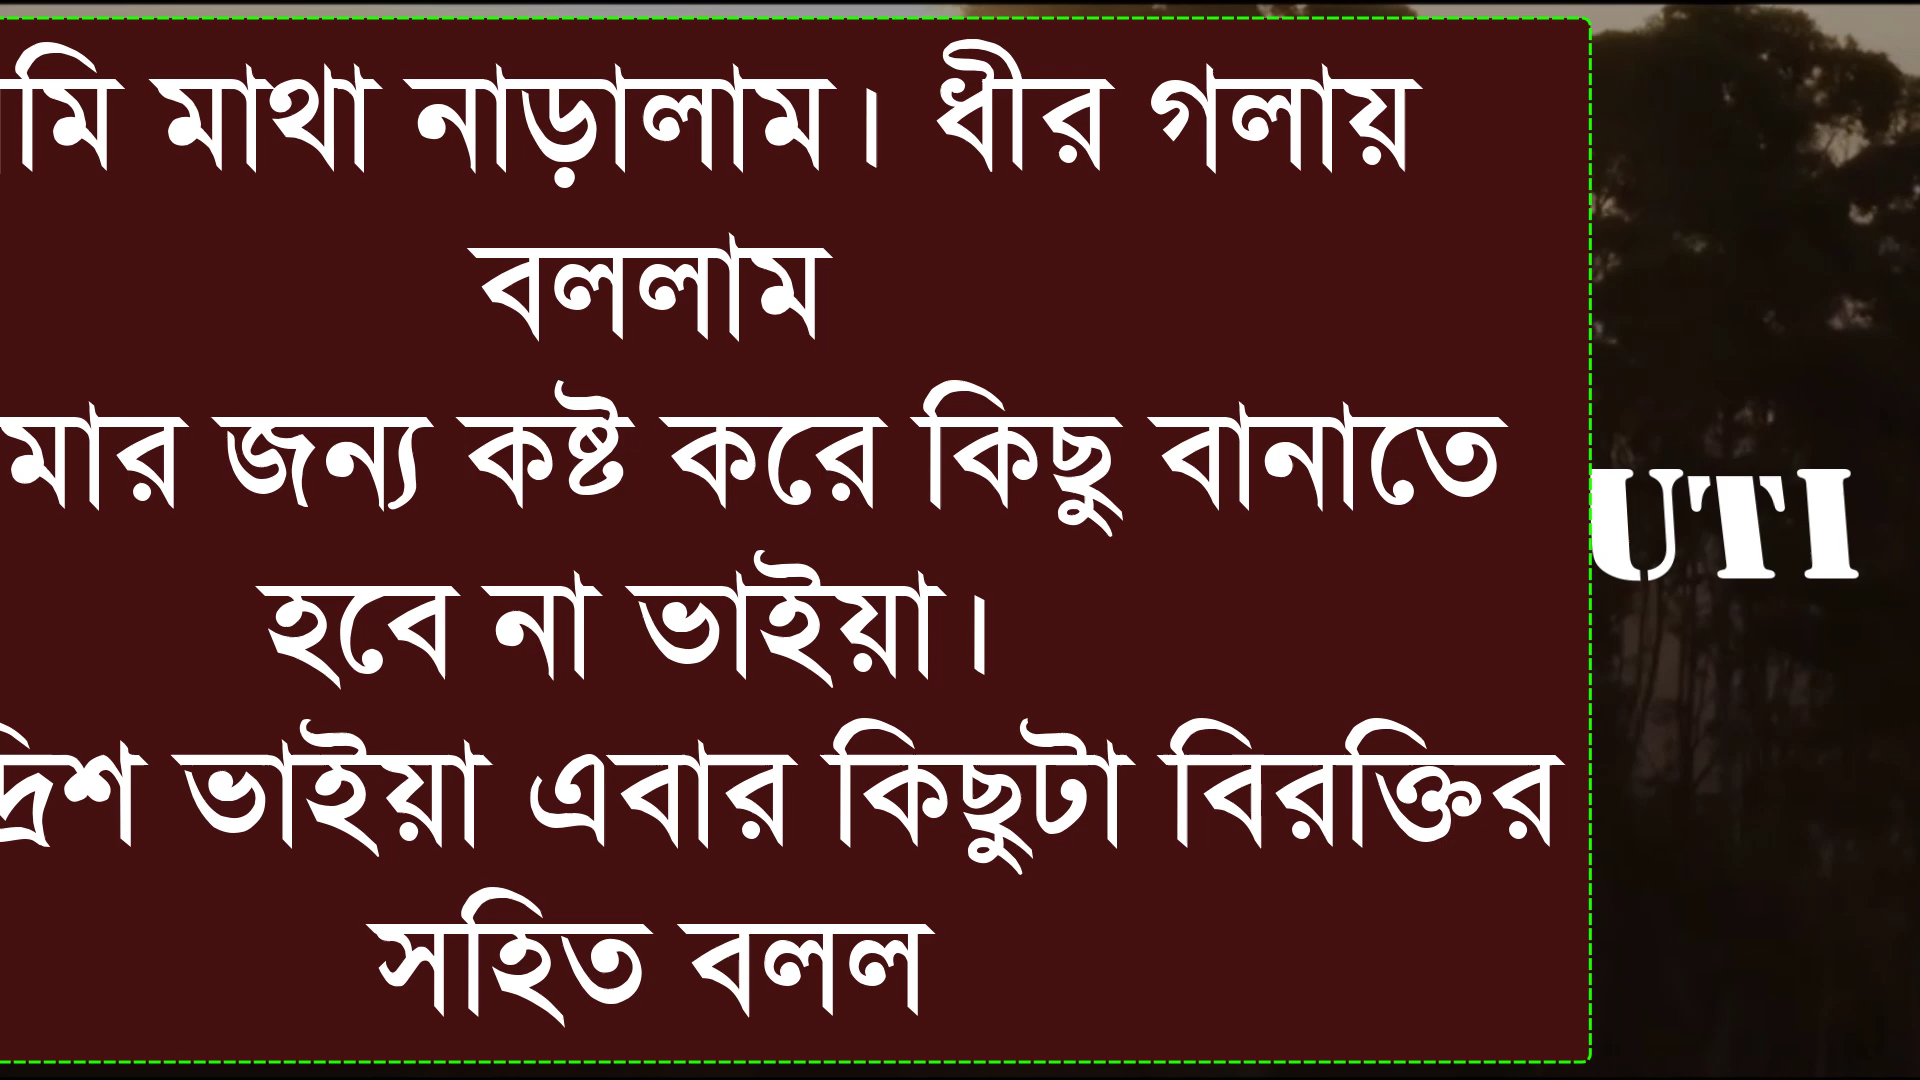 মাথা নাড়ালাম। ধীর গলায়
বললাম
জন্য কষ্ট করে কিছু বানাতে
হবে না ভাইয়া।
ভাইয়া এবার কিছুটা বিরক্তির
সহিত বলল
UTI